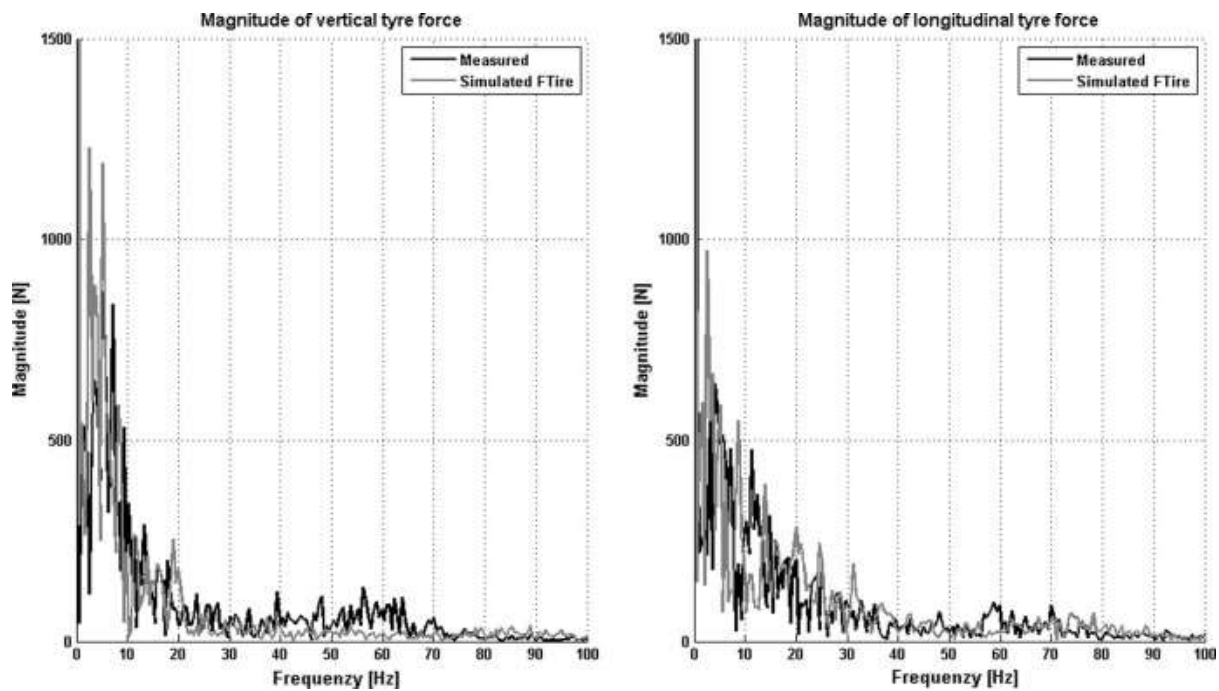 Magnitude of vertical tyre force
1500
1000
500
0
Magnitude [N]
Measured
Simulated FTire
0 10 20 30 40 50 60 70 80 90 100
Frequenzy [Hz]
Magnitude of longitudinal tyre force
1500
1000
500
0
Magnitude [N]
Measured
Simulated FTire
0 10 20 30 40 50 60 70 80 90 100
Frequenzy [Hz]